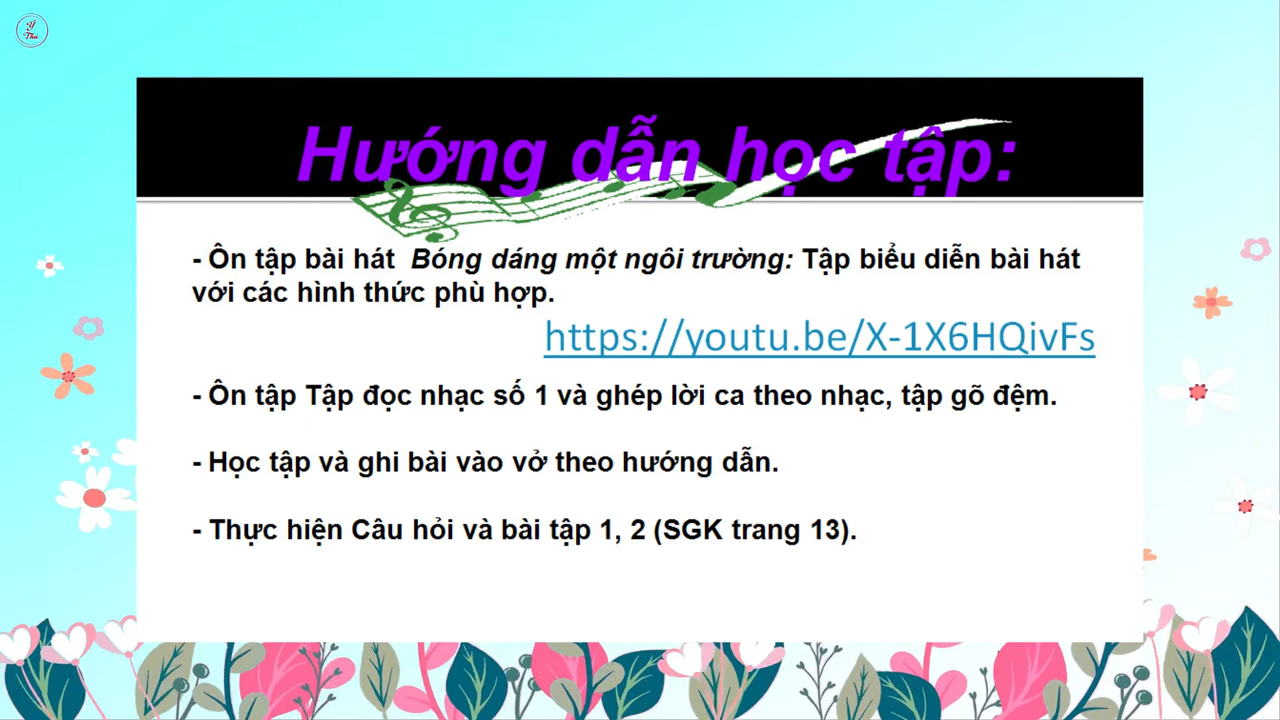 Ý
Thu
Hướng dẫn học tập:
- Ôn tập bài hát Bóng dáng một ngôi trường: Tập biểu diễn bài hát
với các hình thức phù hợp.
https://youtu.be/X-1X6HQivFs
- Ôn tập Tập đọc nhạc số 1 và ghép lời ca theo nhạc, tập gõ đệm.
- Học tập và ghi bài vào vở theo hướng dẫn.
- Thực hiện Câu hỏi và bài tập 1, 2 (SGK trang 13).